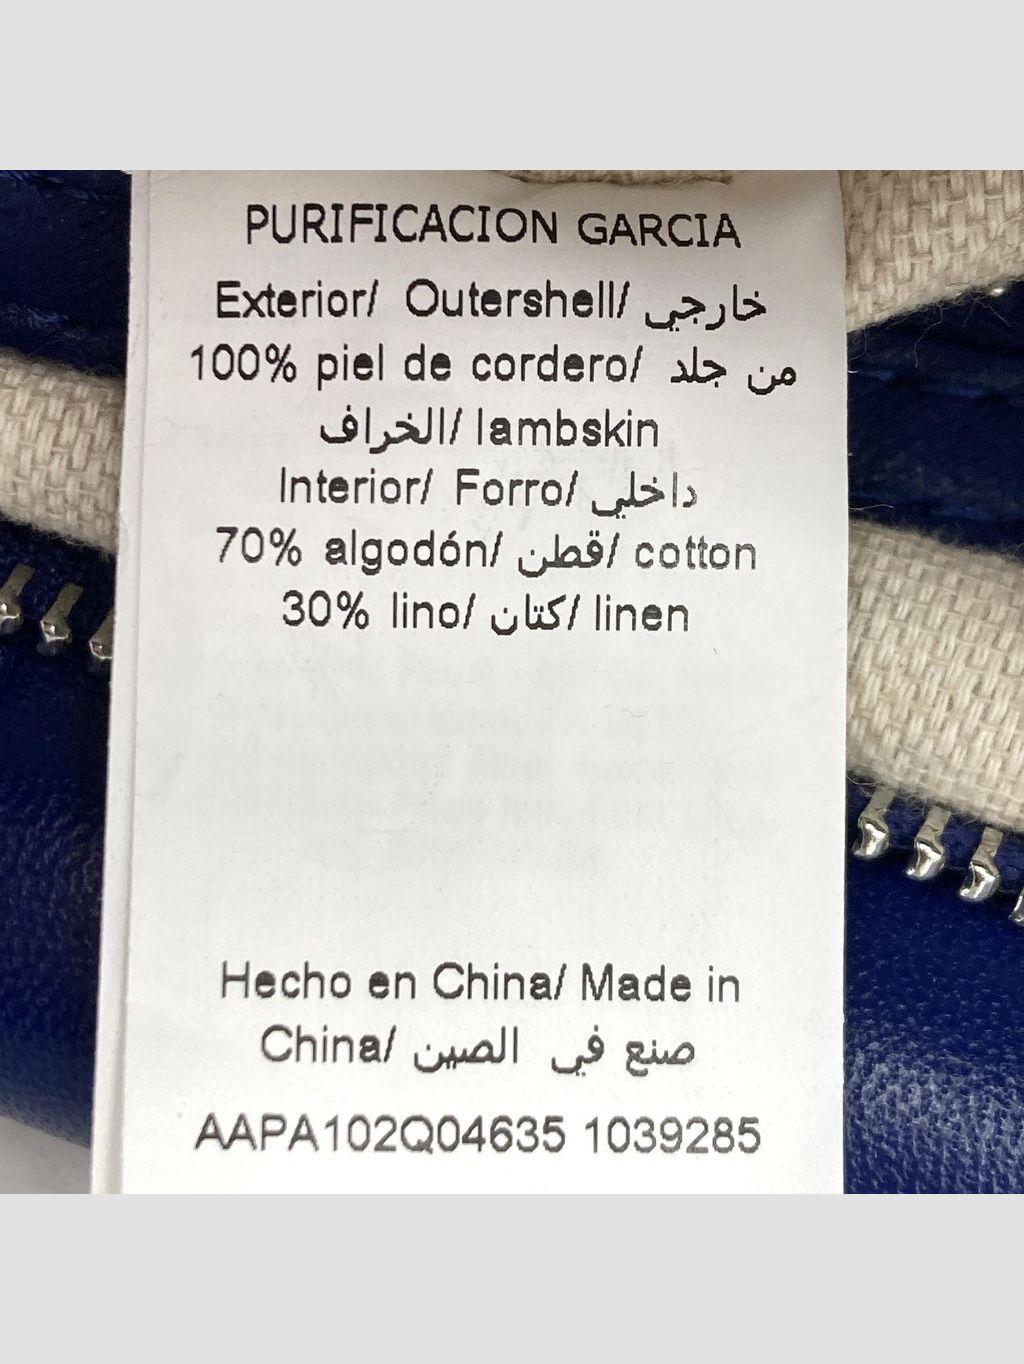 PURIFICACION GARCIA
Exterior/ Outershell/ خارجي
100% piel de cordero/ من جلد
الخراف/ lambskin
Interior/ Forro/ داخلي
70% algodón/ قطن/ cotton
30% lino/ كتان/ linen
Hecho en China/ Made in
China/ صنع في الصين
AAPA102Q04635 1039285